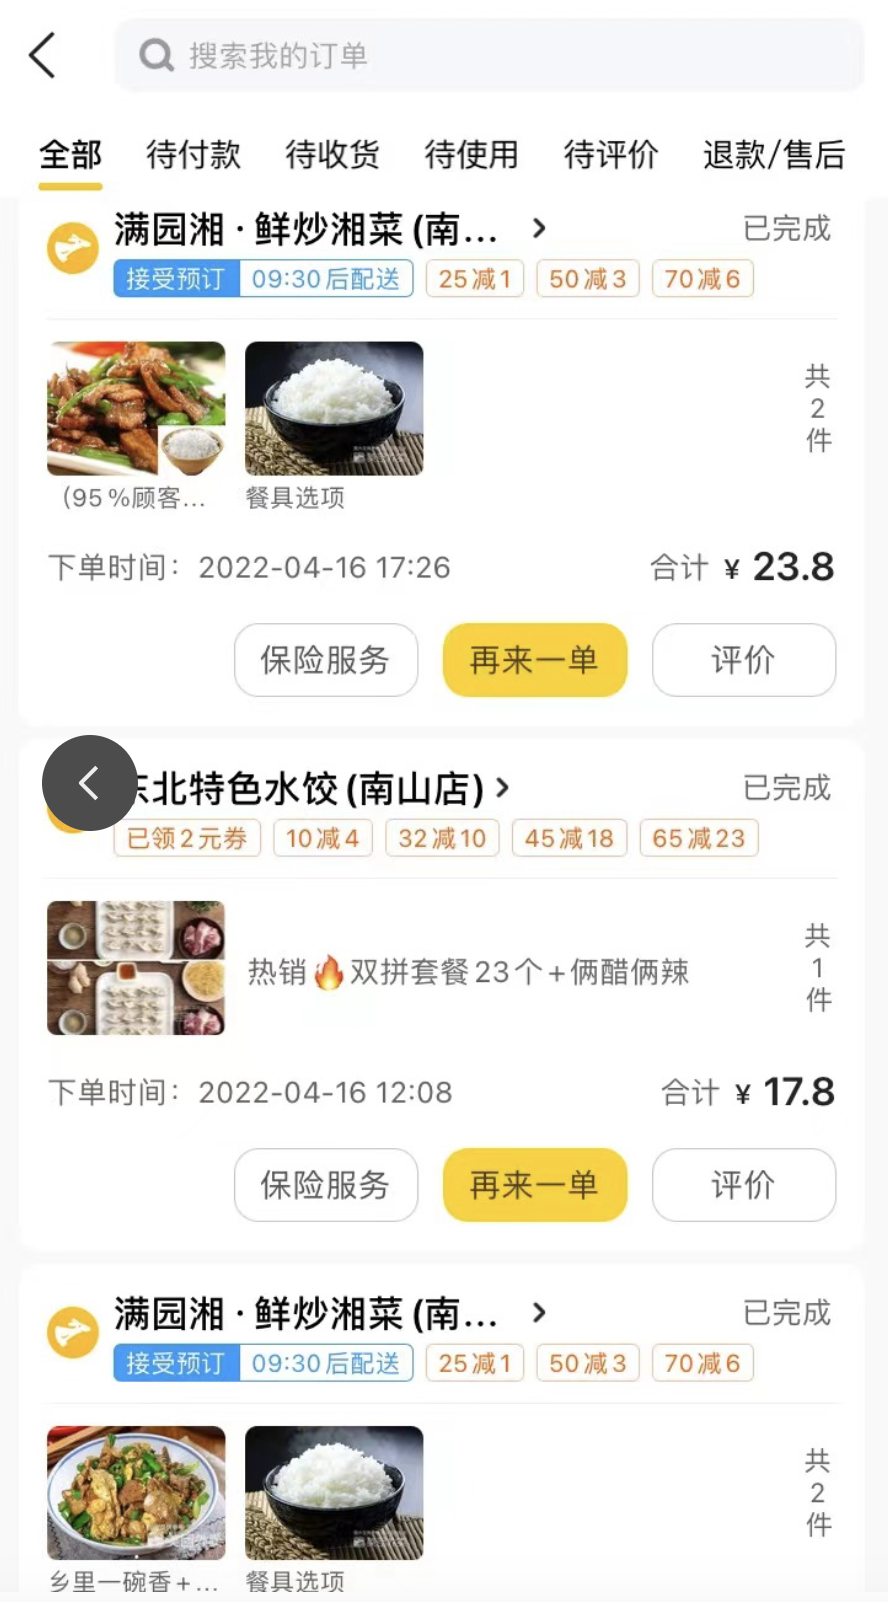 搜索我的订单
全部 待付款 待收货 待使用 待评价 退款/售后
满园湘·鲜炒湘菜(南... 已完成
接受预订 09:30后配送 25减1 50减3 70减6
共2件
(95%顾客... 餐具选项
下单时间: 2022-04-16 17:26 合计 ¥ 23.8
保险服务 再来一单 评价
北特色水饺(南山店) 已完成
已领2元券 10减4 32减10 45减18 65减23
热销🔥双拼套餐23个+俩醋俩辣 共1件
下单时间: 2022-04-16 12:08 合计 ¥ 17.8
保险服务 再来一单 评价
满园湘·鲜炒湘菜(南... 已完成
接受预订 09:30后配送 25减1 50减3 70减6
共2件
乡里一碗香+... 餐具选项